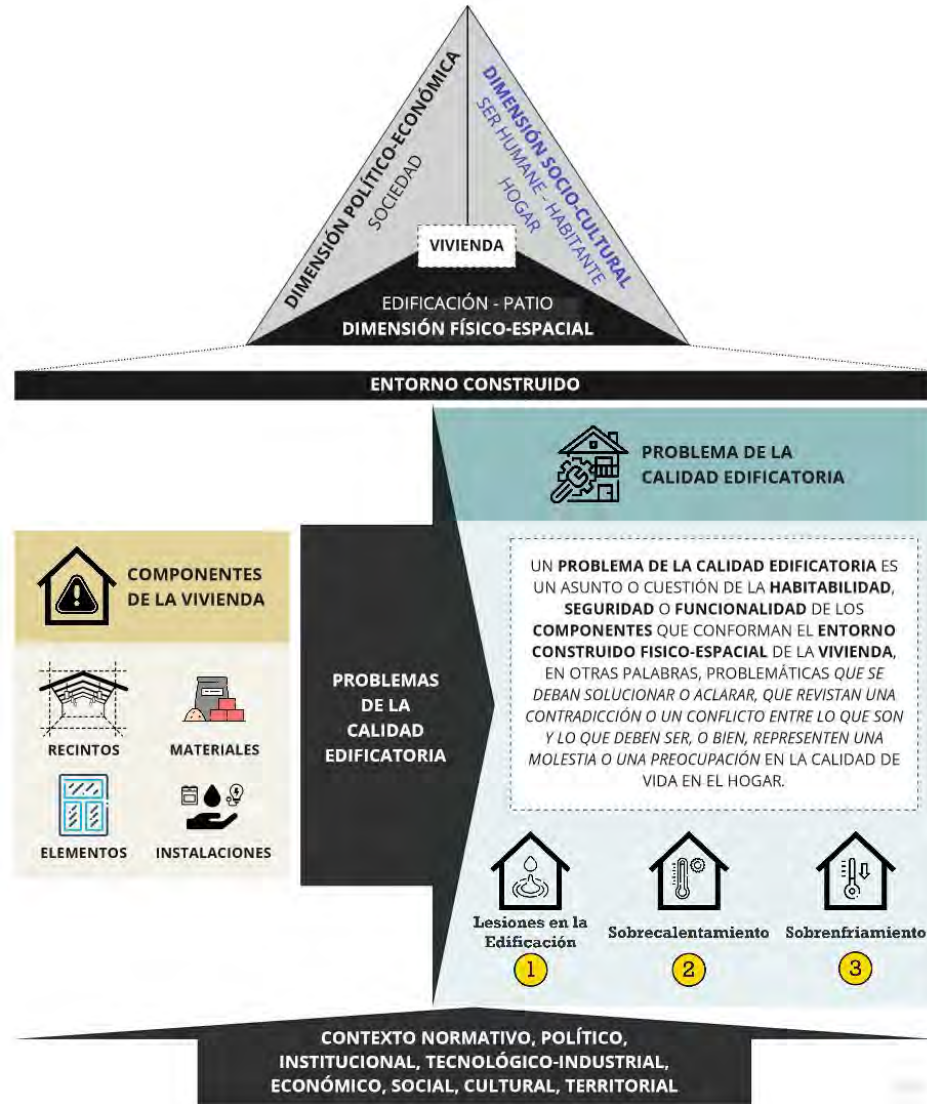 DIMENSIÓN POLÍTICO-ECONÓMICA
SOCIEDAD
DIMENSIÓN SOCIO-CULTURAL
SER HUMANE - HABITANTE
HOGAR
VIVIENDA
EDIFICACIÓN - PATIO
DIMENSIÓN FÍSICO-ESPACIAL
ENTORNO CONSTRUIDO
PROBLEMA DE LA
CALIDAD EDIFICATORIA
COMPONENTES
DE LA VIVIENDA
RECINTOS
MATERIALES
ELEMENTOS
INSTALACIONES
PROBLEMAS
DE LA
CALIDAD
EDIFICATORIA
UN PROBLEMA DE LA CALIDAD EDIFICATORIA ES
UN ASUNTO O CUESTIÓN DE LA HABITABILIDAD,
SEGURIDAD O FUNCIONALIDAD DE LOS
COMPONENTES QUE CONFORMAN EL ENTORNO
CONSTRUIDO FISICO-ESPACIAL DE LA VIVIENDA,
EN OTRAS PALABRAS, PROBLEMÁTICAS QUE SE
DEBAN SOLUCIONAR O ACLARAR, QUE REVISTAN UNA
CONTRADICCIÓN O UN CONFLICTO ENTRE LO QUE SON
Y LO QUE DEBEN SER, O BIEN, REPRESENTEN UNA
MOLESTIA O UNA PREOCUPACIÓN EN LA CALIDAD DE
VIDA EN EL HOGAR.
Lesiones en la
Edificación
1
Sobrecalentamiento
2
Sobrenfriamiento
3
CONTEXTO NORMATIVO, POLÍTICO,
INSTITUCIONAL, TECNOLÓGICO-INDUSTRIAL,
ECONÓMICO, SOCIAL, CULTURAL, TERRITORIAL